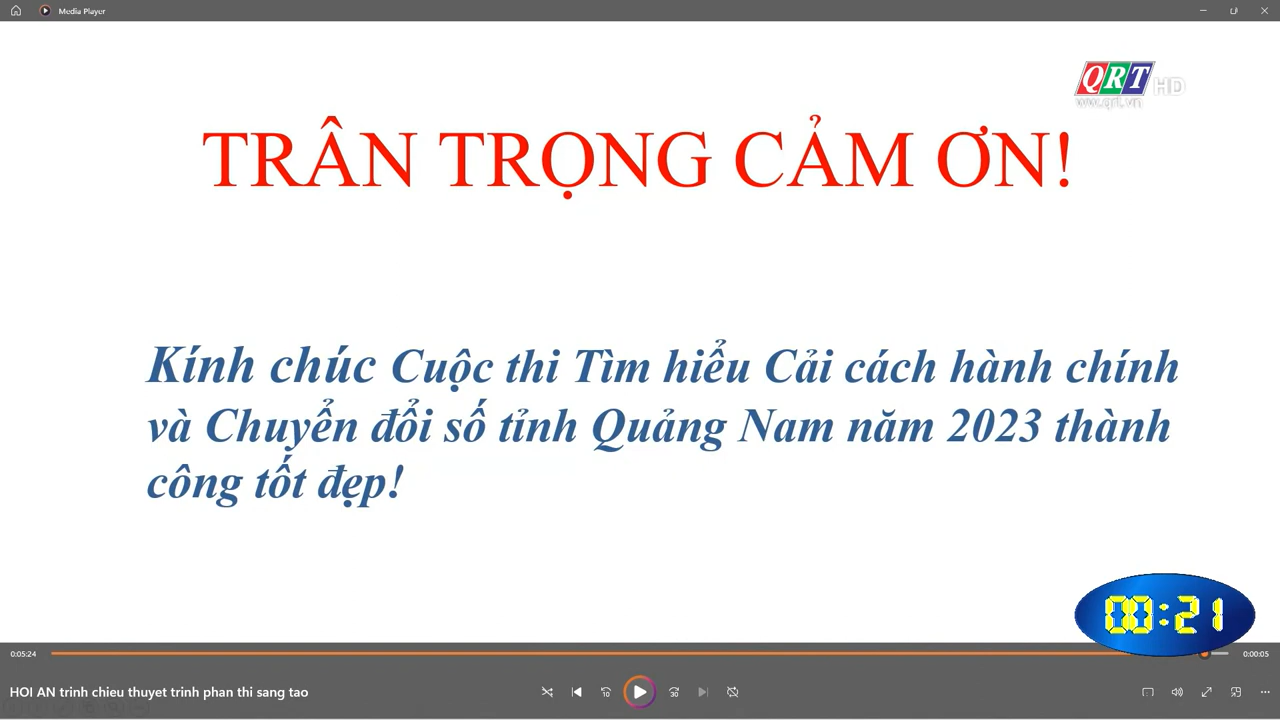 Media Player
QRT HD
www.qrt.vn
TRÂN TRỌNG CẢM ƠN!
Kính chúc Cuộc thi Tìm hiểu Cải cách hành chính
và Chuyển đổi số tỉnh Quảng Nam năm 2023 thành
công tốt đẹp!
00:21
0:05:24
0:00:05
HOI AN trinh chieu thuyet trinh phan thi sang tao
10
30